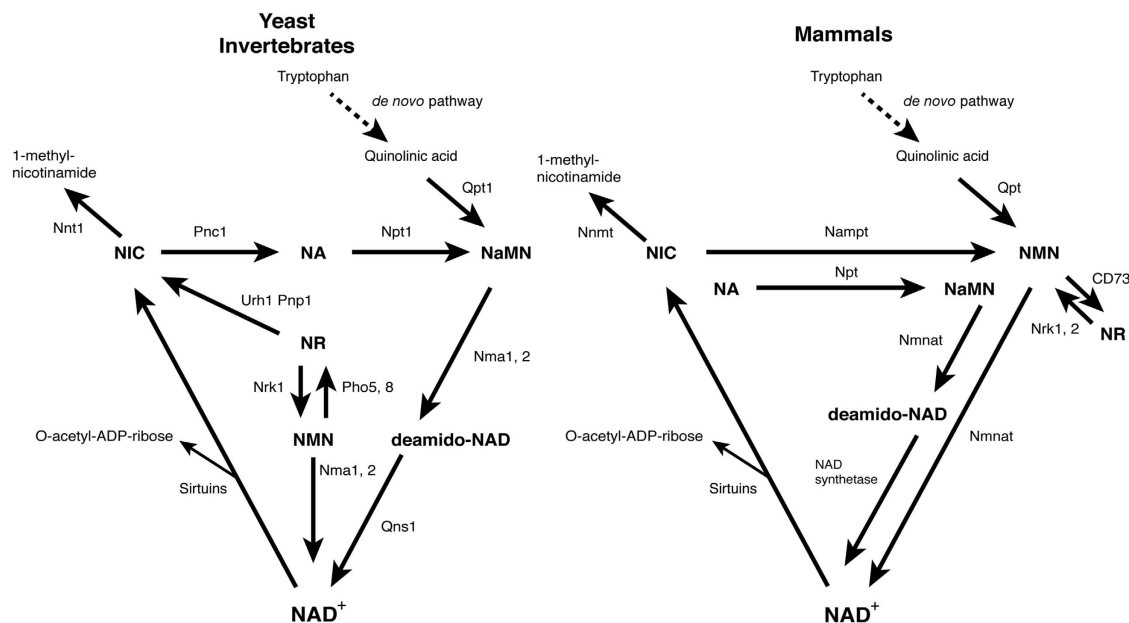 Yeast
Invertebrates
Tryptophan
de novo pathway
Quinolinic acid
1-methyl-
nicotinamide
Qpt1
Nnt1
Pnc1
Npt1
NIC
NA
NaMN
Urh1 Pnp1
NR
Nma1, 2
Nrk1
Pho5, 8
NMN
deamido-NAD
O-acetyl-ADP-ribose
Nma1, 2
Sirtuins
Qns1
NAD+
Mammals
Tryptophan
de novo pathway
Quinolinic acid
1-methyl-
nicotinamide
Qpt
Nnmt
Nampt
NIC
NMN
Npt
CD73
NA
NaMN
Nrk1, 2
NR
Nmnat
deamido-NAD
O-acetyl-ADP-ribose
Nmnat
NAD
synthetase
Sirtuins
NAD+